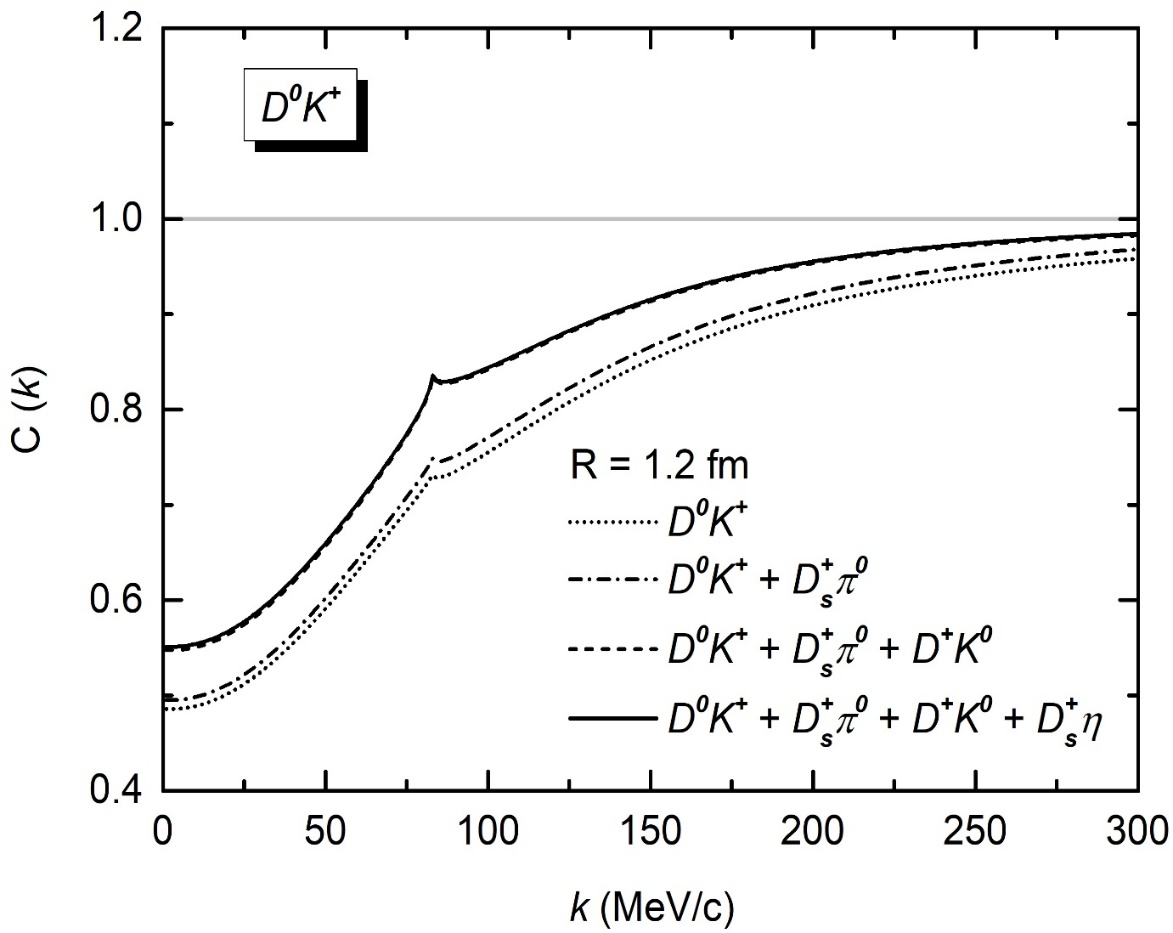 1.2
D⁰K⁺
1.0
C (k)
0.8
R = 1.2 fm
D⁰K⁺
D⁰K⁺ + Dₛ⁺π⁰
0.6
D⁰K⁺ + Dₛ⁺π⁰ + D⁺K⁰
D⁰K⁺ + Dₛ⁺π⁰ + D⁺K⁰ + Dₛ⁺η
0.4
0 50 100 150 200 250 300
k (MeV/c)